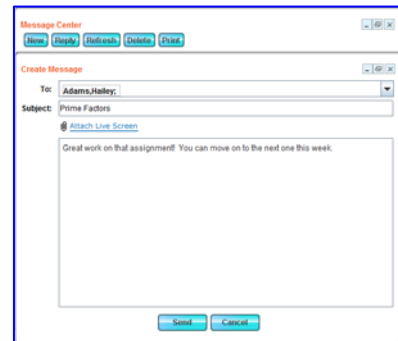 Message Center
New Reply Refresh Delete Print
Create Message
To: Adams,Hailey;
Subject: Prime Factors
Attach Live Screen
Great work on that assignment! You can move on to the next one this week.
Send Cancel